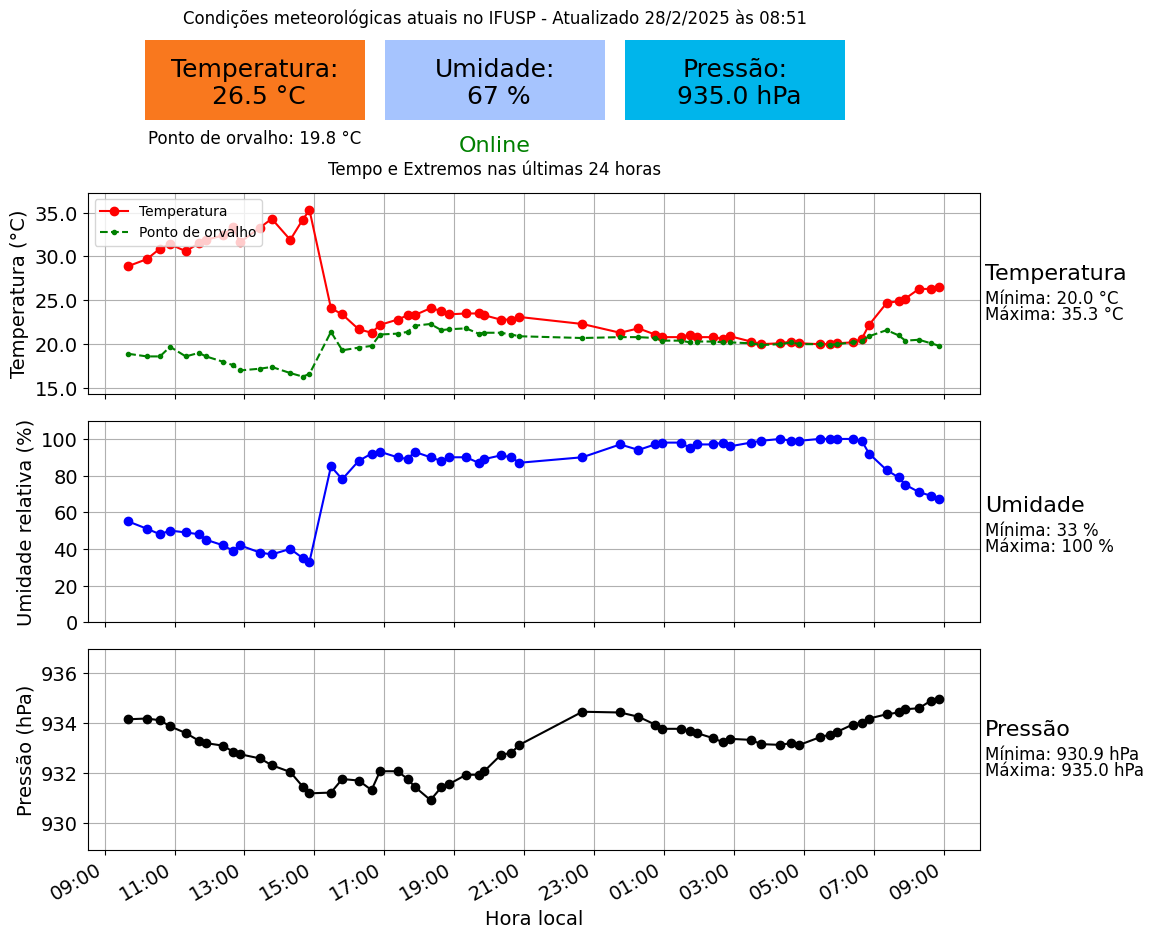 Condições meteorológicas atuais no IFUSP - Atualizado 28/2/2025 às 08:51
Temperatura:
26.5 °C
Umidade:
67 %
Pressão:
935.0 hPa
Ponto de orvalho: 19.8 °C
Online
Tempo e Extremos nas últimas 24 horas
Temperatura (°C)
35.0
30.0
25.0
20.0
15.0
Temperatura
Ponto de orvalho
Temperatura
Mínima: 20.0 °C
Máxima: 35.3 °C
Umidade relativa (%)
100
80
60
40
20
0
Umidade
Mínima: 33 %
Máxima: 100 %
Pressão (hPa)
936
934
932
930
Pressão
Mínima: 930.9 hPa
Máxima: 935.0 hPa
09:00 11:00 13:00 15:00 17:00 19:00 21:00 23:00 01:00 03:00 05:00 07:00 09:00
Hora local